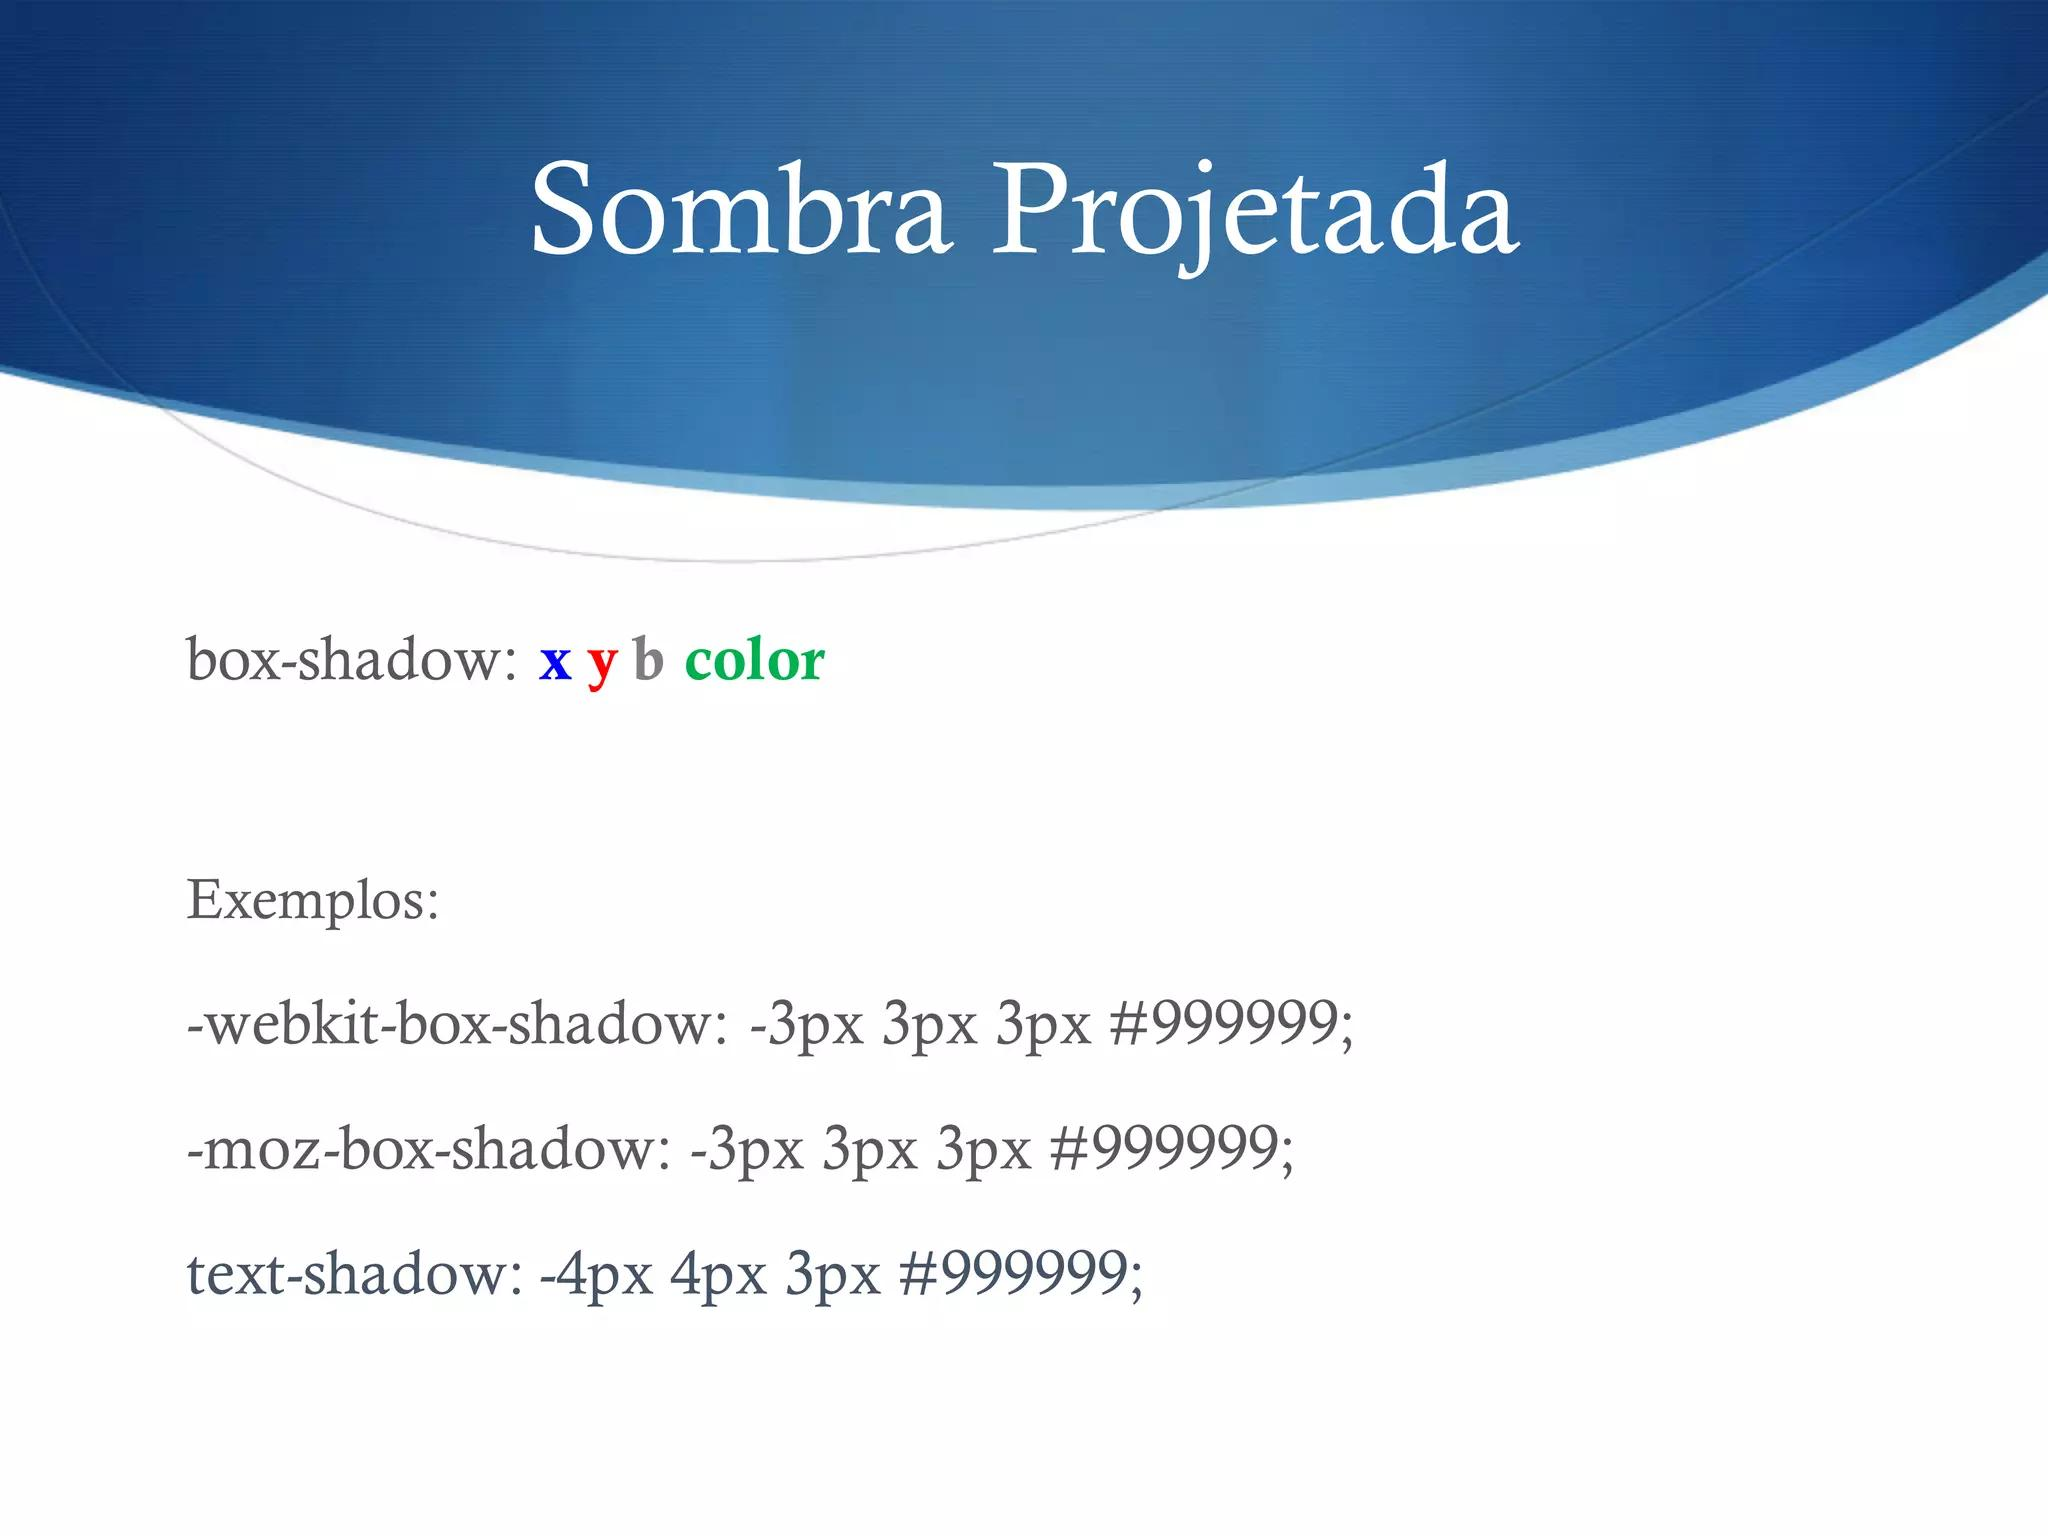 Sombra Projetada
box-shadow: x y b color
Exemplos:
-webkit-box-shadow: -3px 3px 3px #999999;
-moz-box-shadow: -3px 3px 3px #999999;
text-shadow: -4px 4px 3px #999999;